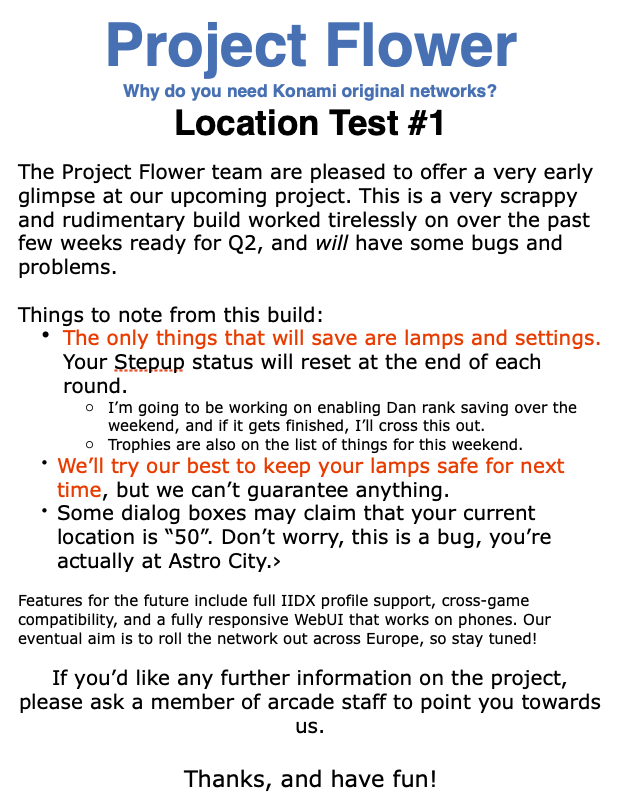 Project Flower
Why do you need Konami original networks?
Location Test #1
The Project Flower team are pleased to offer a very early
glimpse at our upcoming project. This is a very scrappy
and rudimentary build worked tirelessly on over the past
few weeks ready for Q2, and will have some bugs and
problems.
Things to note from this build:
• The only things that will save are lamps and settings.
Your Stepup status will reset at the end of each
round.
○ I’m going to be working on enabling Dan rank saving over the
weekend, and if it gets finished, I’ll cross this out.
○ Trophies are also on the list of things for this weekend.
• We’ll try our best to keep your lamps safe for next
time, but we can’t guarantee anything.
• Some dialog boxes may claim that your current
location is “50”. Don’t worry, this is a bug, you’re
actually at Astro City.›
Features for the future include full IIDX profile support, cross-game
compatibility, and a fully responsive WebUI that works on phones. Our
eventual aim is to roll the network out across Europe, so stay tuned!
If you’d like any further information on the project,
please ask a member of arcade staff to point you towards
us.
Thanks, and have fun!